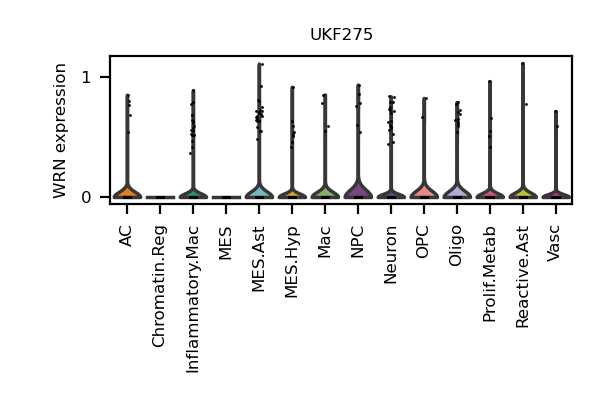 UKF275
WRN expression
1
0
AC
Chromatin.Reg
Inflammatory.Mac
MES
MES.Ast
MES.Hyp
Mac
NPC
Neuron
OPC
Oligo
Prolif.Metab
Reactive.Ast
Vasc